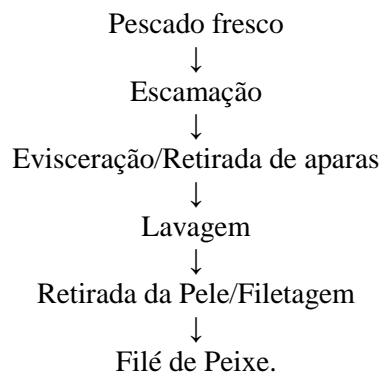 Pescado fresco
↓
Escamação
↓
Evisceração/Retirada de aparas
↓
Lavagem
↓
Retirada da Pele/Filetagem
↓
Filé de Peixe.